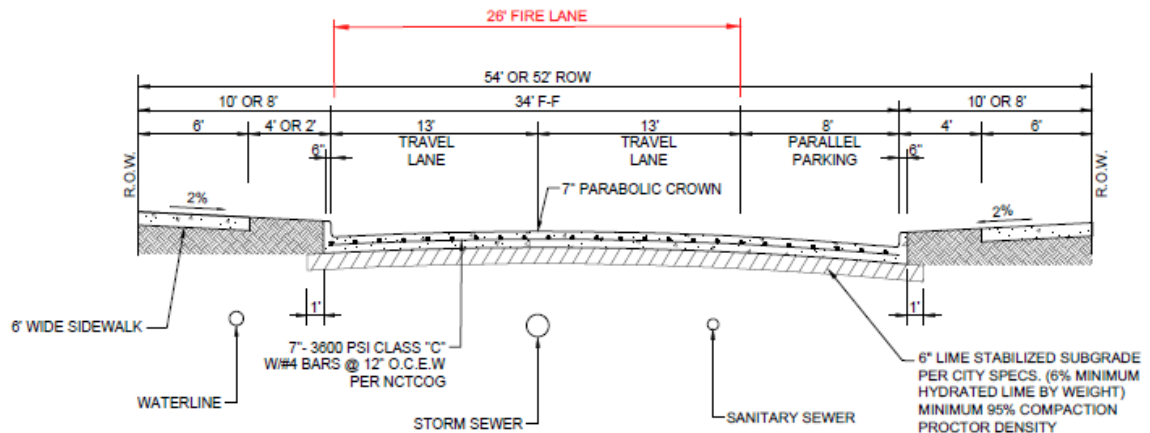 26' FIRE LANE
54' OR 52' ROW
10' OR 8'
34' F-F
10' OR 8'
6'
4' OR 2'
13'
13'
8'
4'
6'
TRAVEL
LANE
TRAVEL
LANE
PARALLEL
PARKING
6"
6"
R.O.W.
R.O.W.
2%
7" PARABOLIC CROWN
2%
1'
1'
6' WIDE SIDEWALK
7"- 3600 PSI CLASS "C"
W/#4 BARS @ 12" O.C.E.W
PER NCTCOG
6" LIME STABILIZED SUBGRADE
PER CITY SPECS. (6% MINIMUM
HYDRATED LIME BY WEIGHT)
MINIMUM 95% COMPACTION
PROCTOR DENSITY
WATERLINE
STORM SEWER
SANITARY SEWER